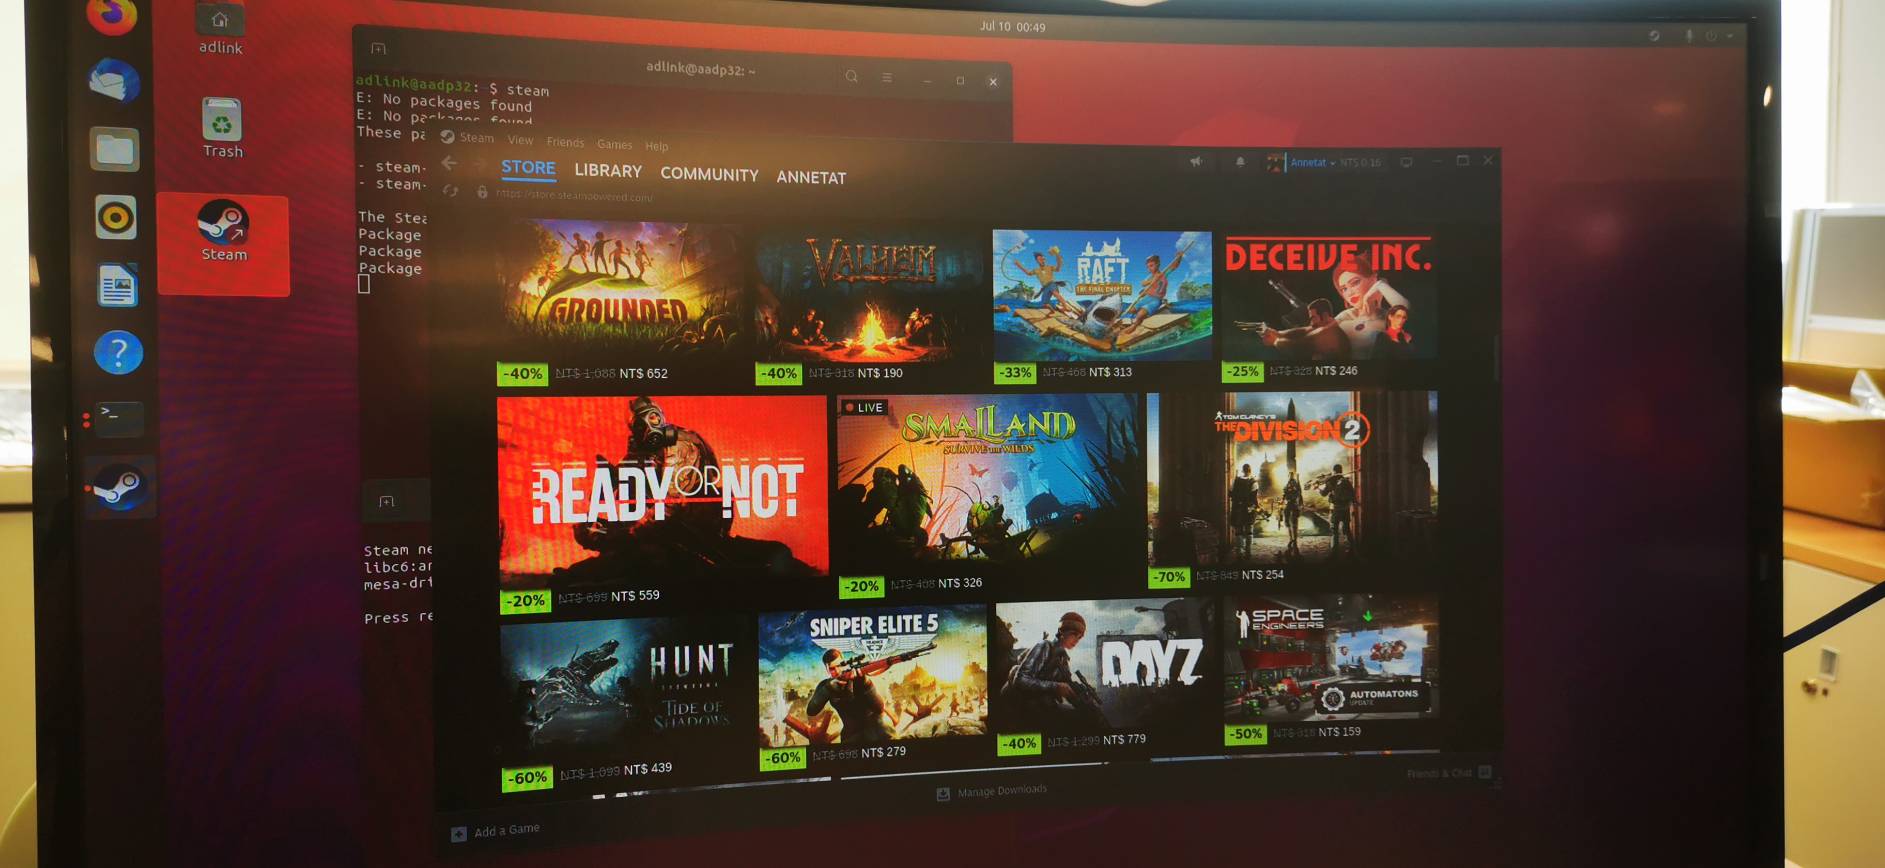 Jul 10 00:49
adlink
Trash
Steam
adlink@aadp32: ~
adlink@aadp32: $ steam
E: No packages found
E: No packages found
These pa
- steam-
- steam-
The Stea
Package
Package
Package
Steam ne
libc6:ar
mesa-dri
Press re
Steam View Friends Games Help
STORE LIBRARY COMMUNITY ANNETAT
Annetat NT$ 0.16
https://store.steampowered.com/
GROUNDED
-40% NT$ 1,088 NT$ 652
VALHEIM
-40% NT$ 318 NT$ 190
RAFT
THE FINAL CHAPTER
-33% NT$ 468 NT$ 313
DECEIVE INC.
-25% NT$ 328 NT$ 246
READY OR NOT
-20% NT$ 699 NT$ 559
LIVE
SMALLAND
SURVIVE THE WILDS
-20% NT$ 408 NT$ 326
TOM CLANCY'S
THE DIVISION 2
-70% NT$ 849 NT$ 254
HUNT
SHOWDOWN
TIDE OF
SHADOWS
-60% NT$ 1,099 NT$ 439
SNIPER ELITE 5
-60% NT$ 698 NT$ 279
DAYZ
-40% NT$ 1,299 NT$ 779
SPACE
ENGINEERS
AUTOMATONS
UPDATE
-50% NT$ 318 NT$ 159
Add a Game
Manage Downloads
Friends & Chat